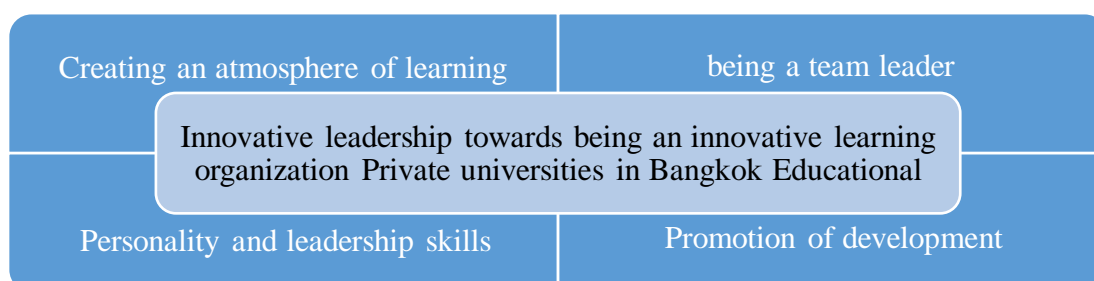 Creating an atmosphere of learning
being a team leader
Innovative leadership towards being an innovative learning
organization Private universities in Bangkok Educational
Personality and leadership skills
Promotion of development